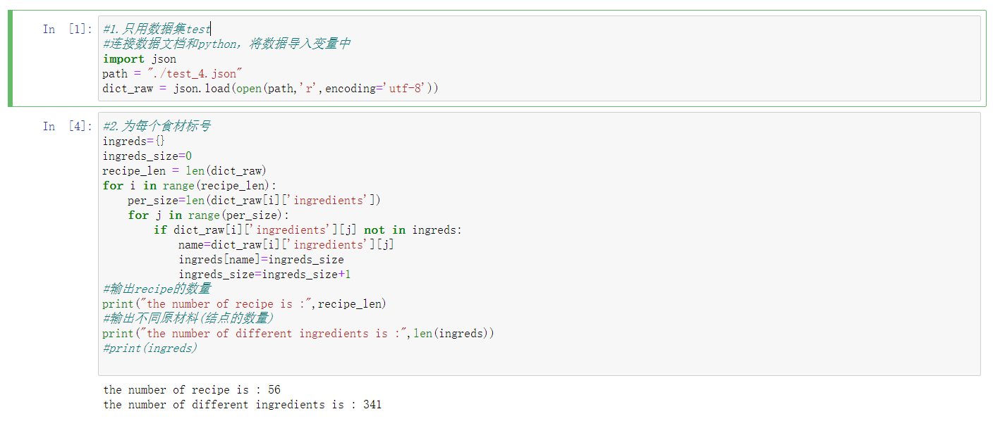 In [1]: #1.只用数据集test
#连接数据文档和python，将数据导入变量中
import json
path = "./test_4.json"
dict_raw = json.load(open(path,'r',encoding='utf-8'))
In [4]: #2.为每个食材标号
ingreds={}
ingreds_size=0
recipe_len = len(dict_raw)
for i in range(recipe_len):
    per_size=len(dict_raw[i]['ingredients'])
    for j in range(per_size):
        if dict_raw[i]['ingredients'][j] not in ingreds:
            name=dict_raw[i]['ingredients'][j]
            ingreds[name]=ingreds_size
            ingreds_size=ingreds_size+1
#输出recipe的数量
print("the number of recipe is :",recipe_len)
#输出不同原材料(结点的数量)
print("the number of different ingredients is :",len(ingreds))
#print(ingreds)
the number of recipe is : 56
the number of different ingredients is : 341